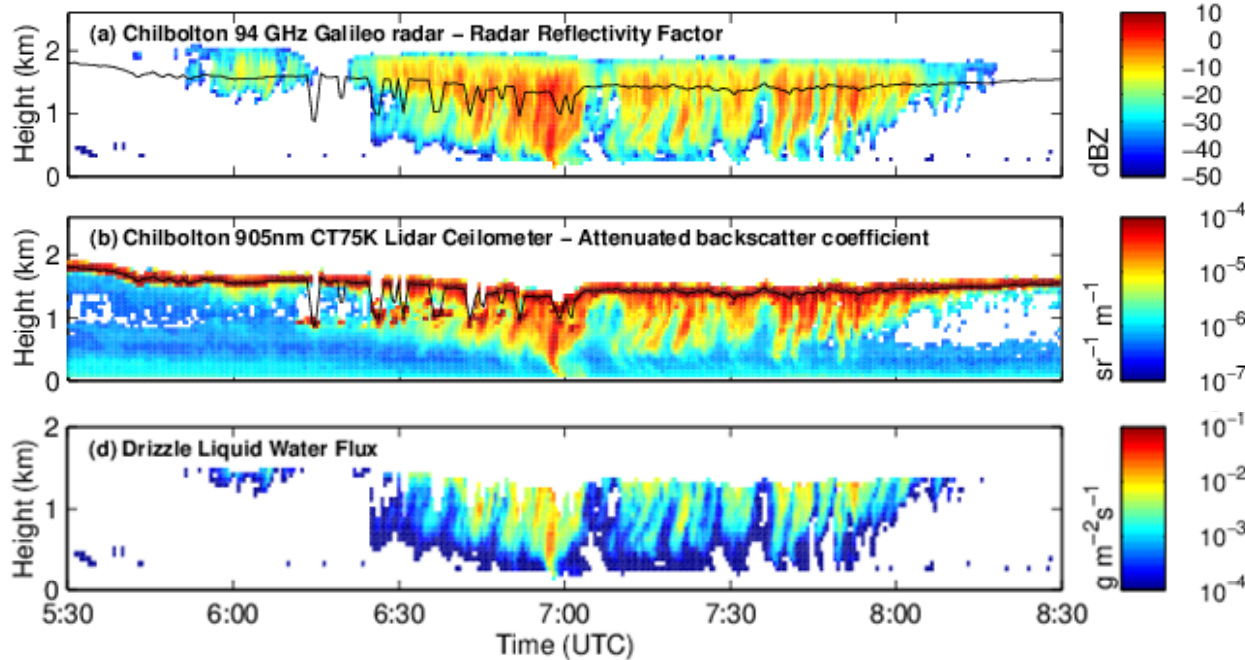 (a) Chilbolton 94 GHz Galileo radar – Radar Reflectivity Factor
Height (km)
2
1
0
10
0
−10
−20
−30
−40
−50
dBZ
(b) Chilbolton 905nm CT75K Lidar Ceilometer – Attenuated backscatter coefficient
Height (km)
2
1
0
10⁻⁴
10⁻⁵
10⁻⁶
10⁻⁷
sr⁻¹ m⁻¹
(d) Drizzle Liquid Water Flux
Height (km)
2
1
0
10⁻¹
10⁻²
10⁻³
10⁻⁴
g m⁻²s⁻¹
5:30 6:00 6:30 7:00 7:30 8:00 8:30
Time (UTC)